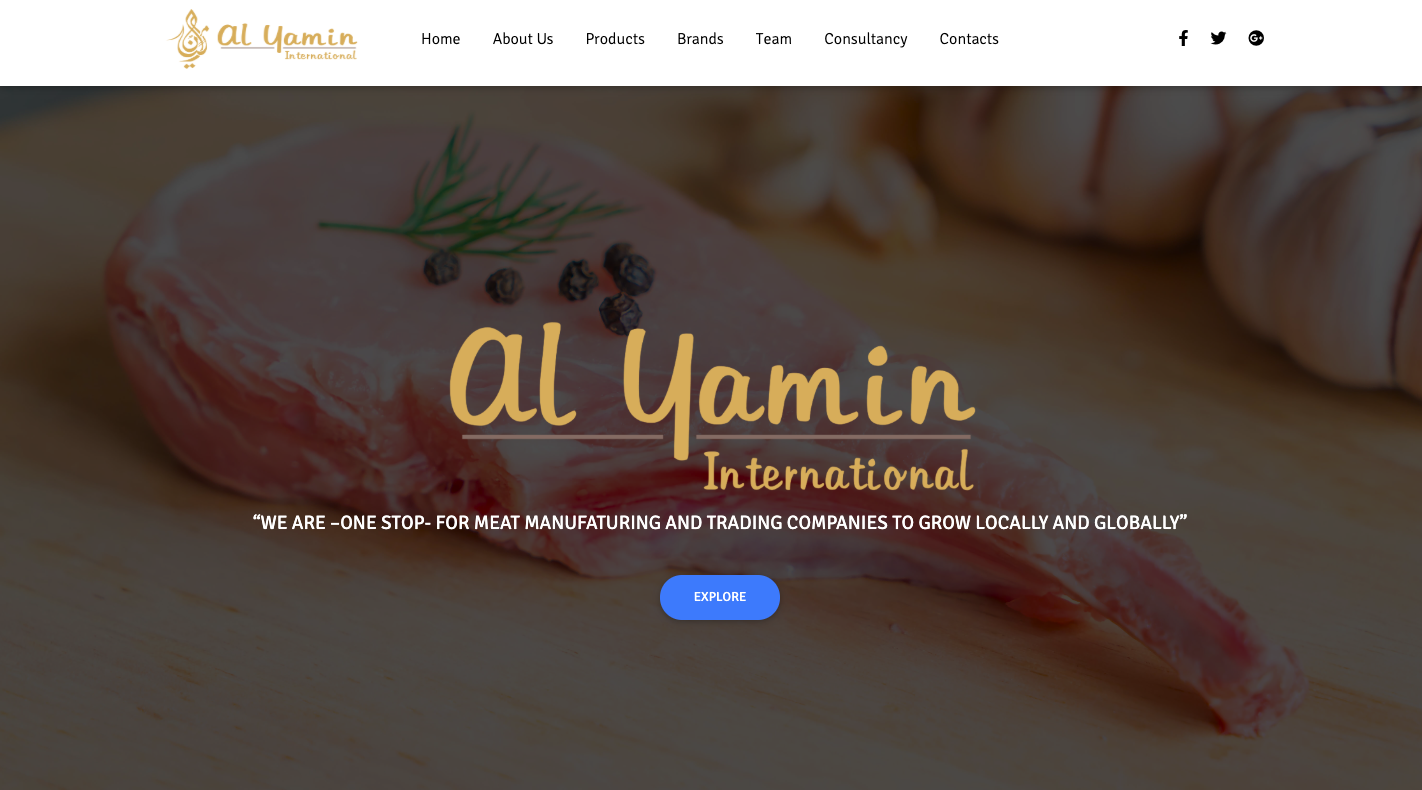 Al Yamin
International
Home About Us Products Brands Team Consultancy Contacts
Al Yamin
International
“WE ARE –ONE STOP- FOR MEAT MANUFATURING AND TRADING COMPANIES TO GROW LOCALLY AND GLOBALLY”
EXPLORE